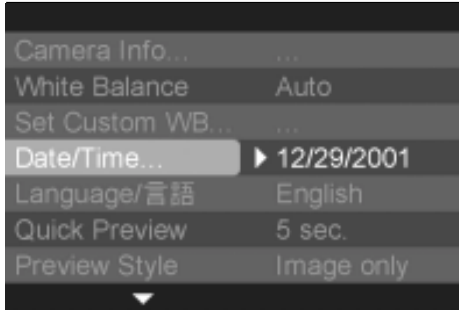 Camera Info... ...
White Balance Auto
Set Custom WB... ...
Date/Time... 12/29/2001
Language/言語 English
Quick Preview 5 sec.
Preview Style Image only